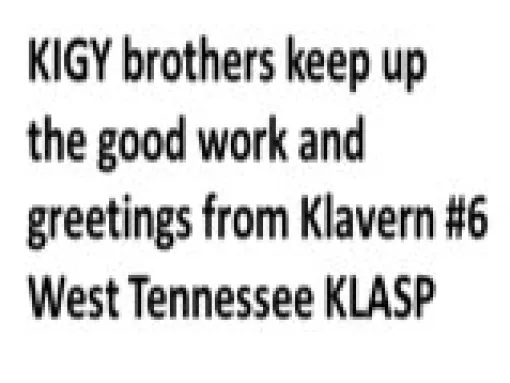 KIGY brothers keep up
the good work and
greetings from Klavern #6
West Tennessee KLASP